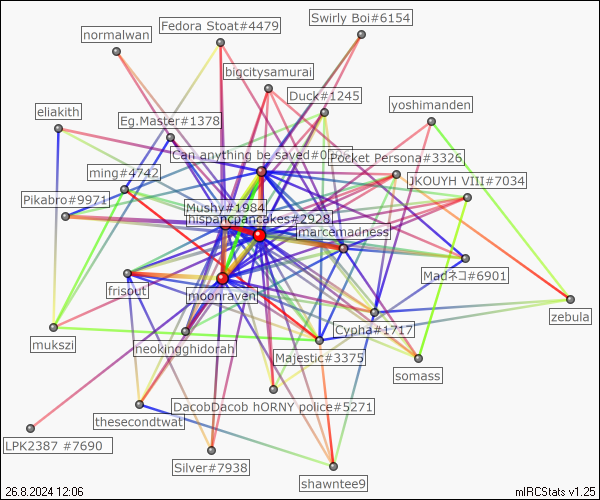 Swirly Boi#6154
Fedora Stoat#4479
normalwan
bigcitysamurai
Duck#1245
yoshimanden
eliakith
Eg.Master#1378
Can anything be saved#0
Pocket Persona#3326
ming#4742
JKOUYH VIII#7034
Pikabro#9971
Mushy#1984
hispancpancakes#2928
marcemadness
Madネコ#6901
frisout
moonraven
zebula
Cypha#1717
mukszi
neokingghidorah
Majestic#3375
somass
DacobDacob hORNY police#5271
thesecondtwat
LPK2387 #7690
Silver#7938
shawntee9
26.8.2024 12:06
mIRCStats v1.25